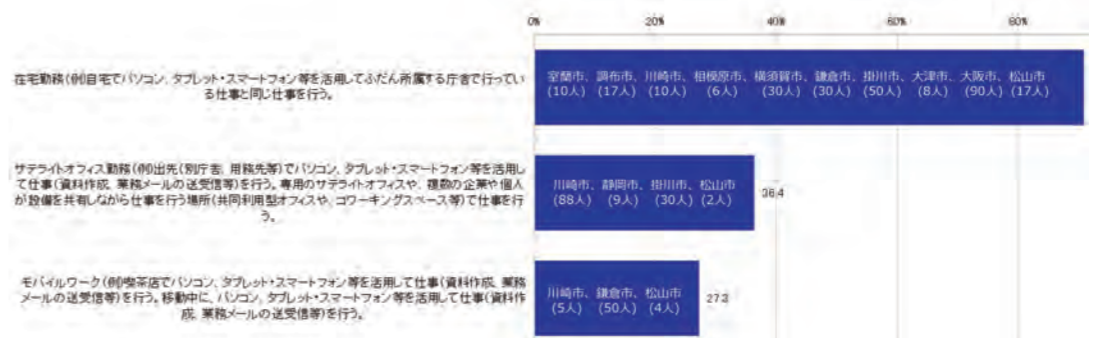 0%
20%
40%
60%
80%
在宅勤務(例)自宅でパソコン、タブレット・スマートフォン等を活用してふだん所属する庁舎で行ってい
る仕事と同じ仕事を行う。
室蘭市、調布市、川崎市、相模原市、横須賀市、鎌倉市、掛川市、大津市、大阪市、松山市
(10人) (17人) (10人) (6人) (30人) (30人) (50人) (8人) (90人) (17人)
サテライトオフィス勤務(例)出先(別庁舎、用務先等)でパソコン、タブレット・スマートフォン等を活用し
て仕事(資料作成、業務メールの送受信等)を行う。専用のサテライトオフィスや、複数の企業や個人
が設備を共有しながら仕事を行う場所(共同利用型オフィスや、コワーキングスペース等)で仕事を行
う。
川崎市、静岡市、掛川市、松山市
(88人) (9人) (30人) (2人)
36.4
モバイルワーク(例)喫茶店でパソコン、タブレット・スマートフォン等を活用して仕事(資料作成、業務
メールの送受信等)を行う。移動中に、パソコン、タブレット・スマートフォン等を活用して仕事(資料作
成、業務メールの送受信等)を行う。
川崎市、鎌倉市、松山市
(5人) (50人) (4人)
27.3